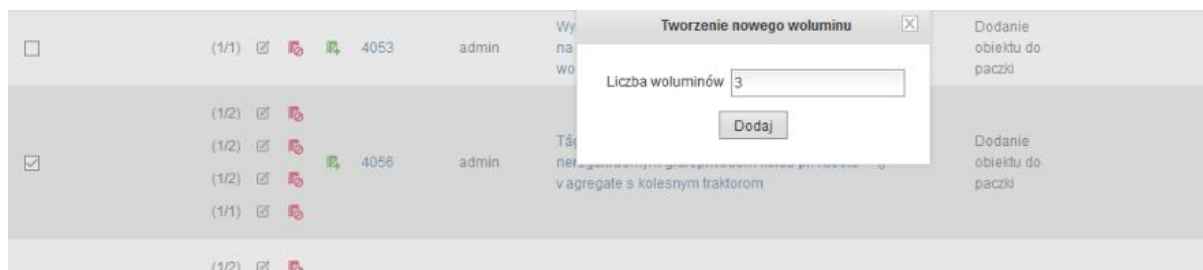 Tworzenie nowego woluminu
Liczba woluminów 3
Dodaj
(1/1) 4053 admin
Wy
na
wo
Dodanie
obiektu do
paczki
(1/2)
(1/2)
(1/2)
(1/1)
4056 admin
v agregate s kolesnym traktorom
Dodanie
obiektu do
paczki
(1/2)